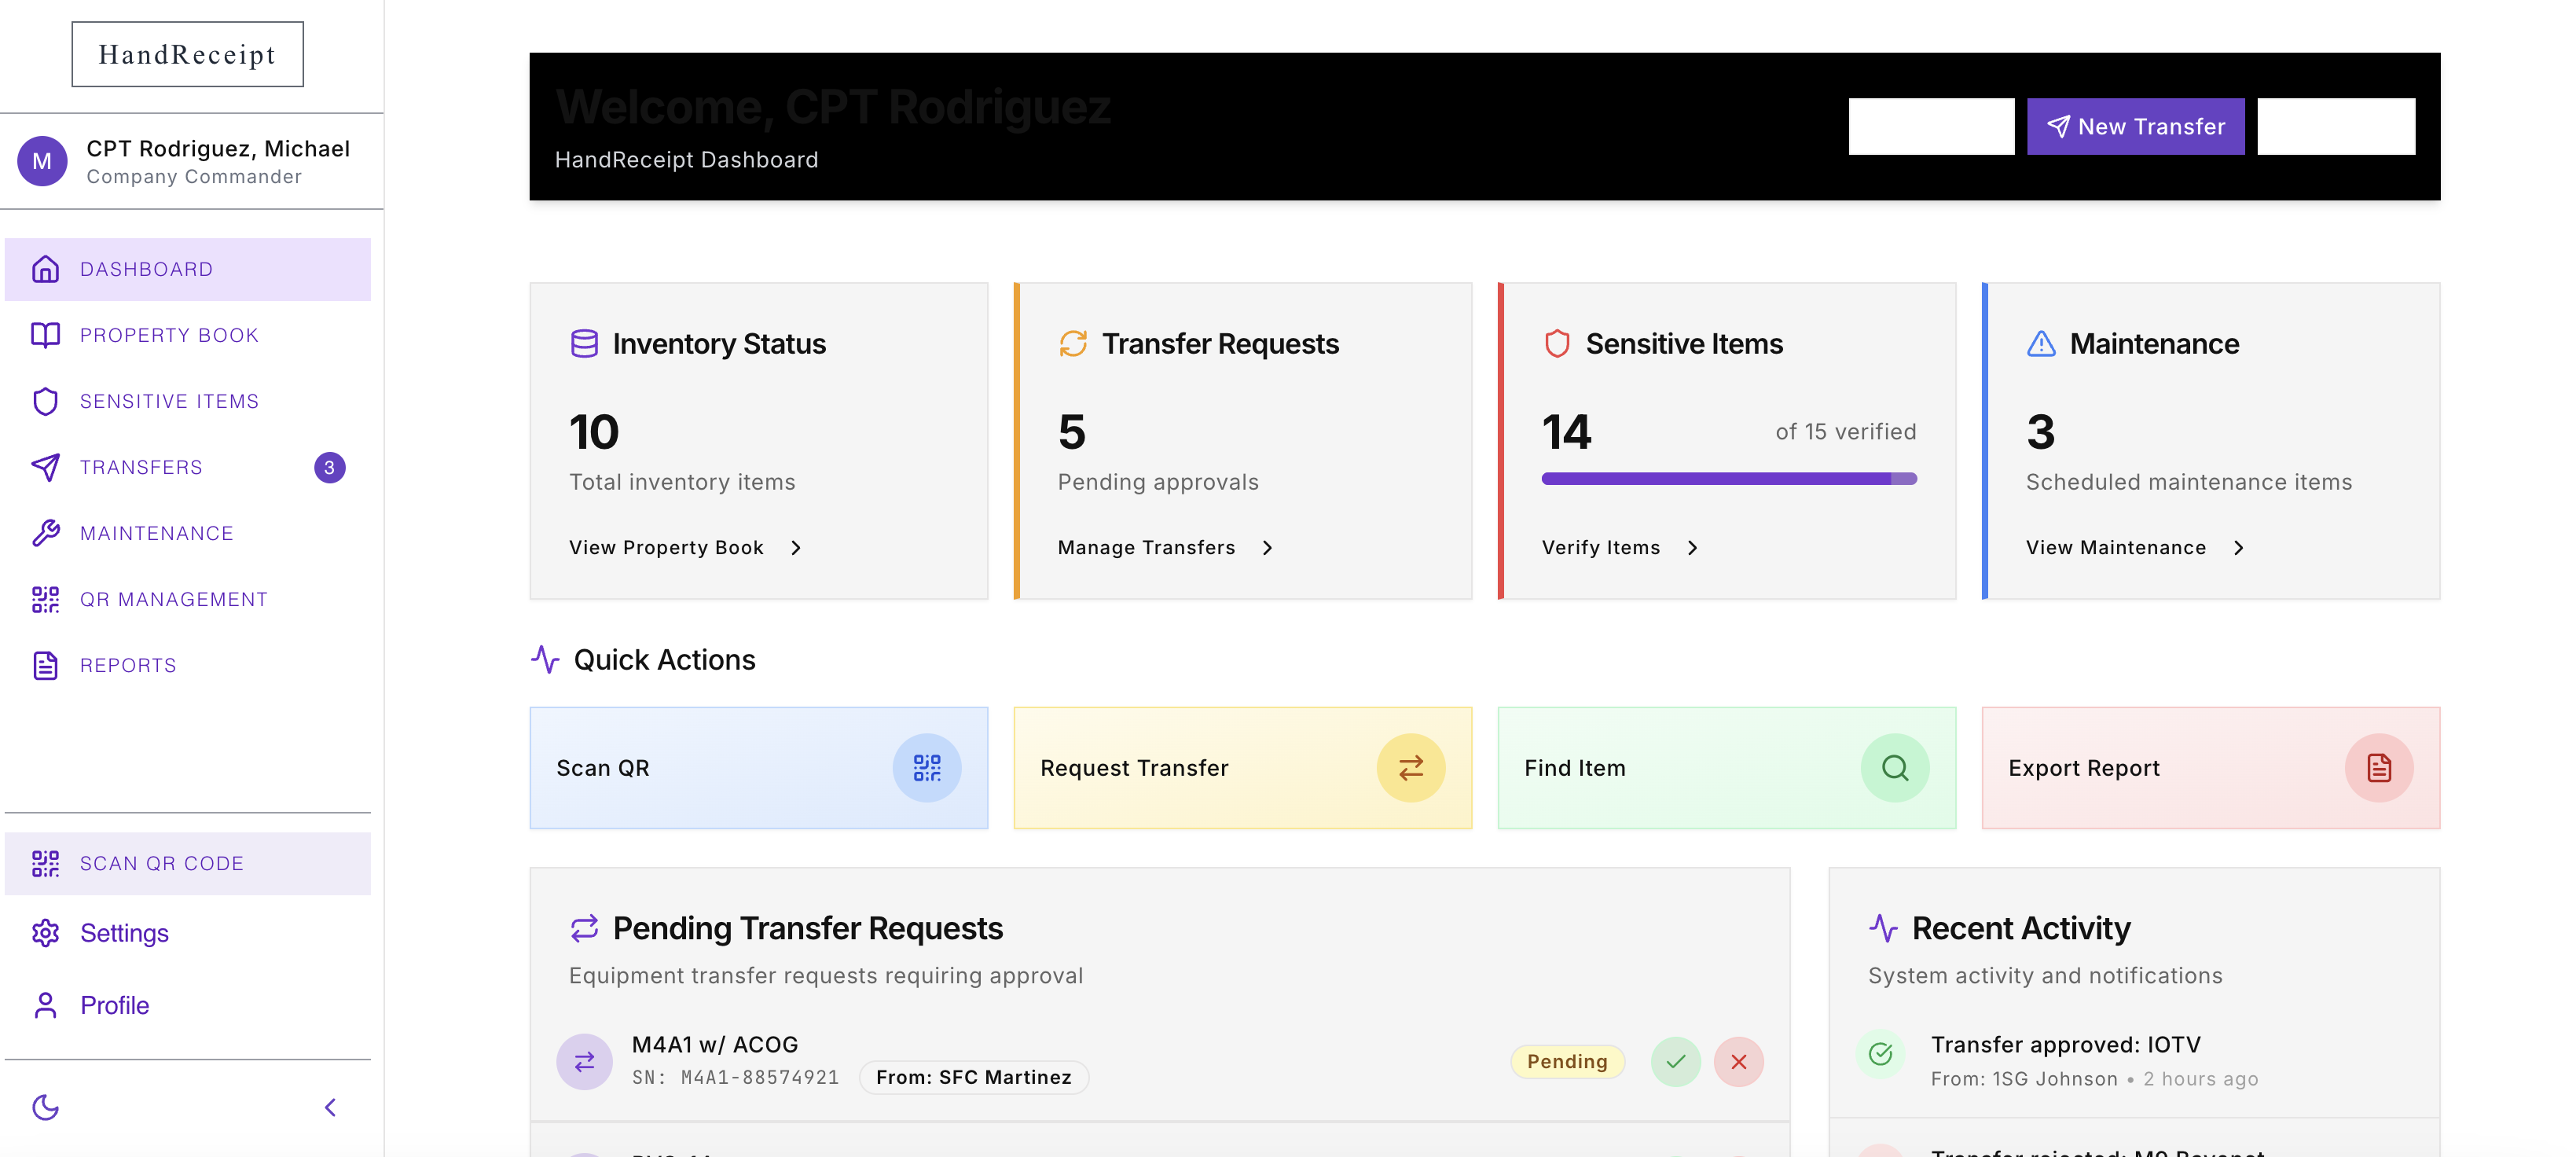 HandReceipt
M
CPT Rodriguez, Michael
Company Commander
DASHBOARD
PROPERTY BOOK
SENSITIVE ITEMS
TRANSFERS
3
MAINTENANCE
QR MANAGEMENT
REPORTS
SCAN QR CODE
Settings
Profile
Welcome, CPT Rodriguez
HandReceipt Dashboard
New Transfer
Inventory Status
10
Total inventory items
View Property Book
Transfer Requests
5
Pending approvals
Manage Transfers
Sensitive Items
14
of 15 verified
Verify Items
Maintenance
3
Scheduled maintenance items
View Maintenance
Quick Actions
Scan QR
Request Transfer
Find Item
Export Report
Pending Transfer Requests
Equipment transfer requests requiring approval
M4A1 w/ ACOG
SN: M4A1-88574921
From: SFC Martinez
Pending
Recent Activity
System activity and notifications
Transfer approved: IOTV
From: 1SG Johnson • 2 hours ago
Transfer rejected: M9 Bayonet